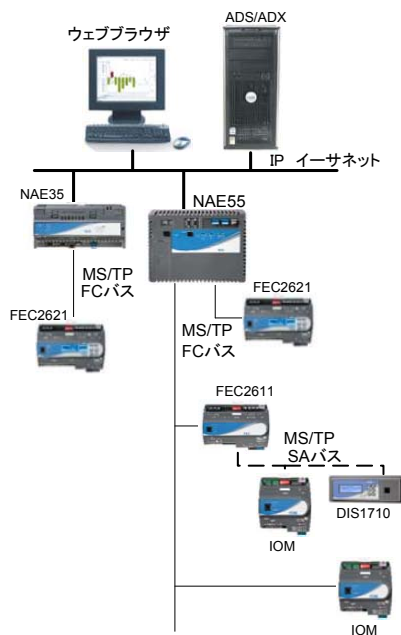 ADS/ADX
ウェブブラウザ
IP イーサネット
NAE35
NAE55
MS/TP
FCバス
FEC2621
FEC2621
MS/TP
FCバス
FEC2611
MS/TP
SAバス
DIS1710
IOM
IOM